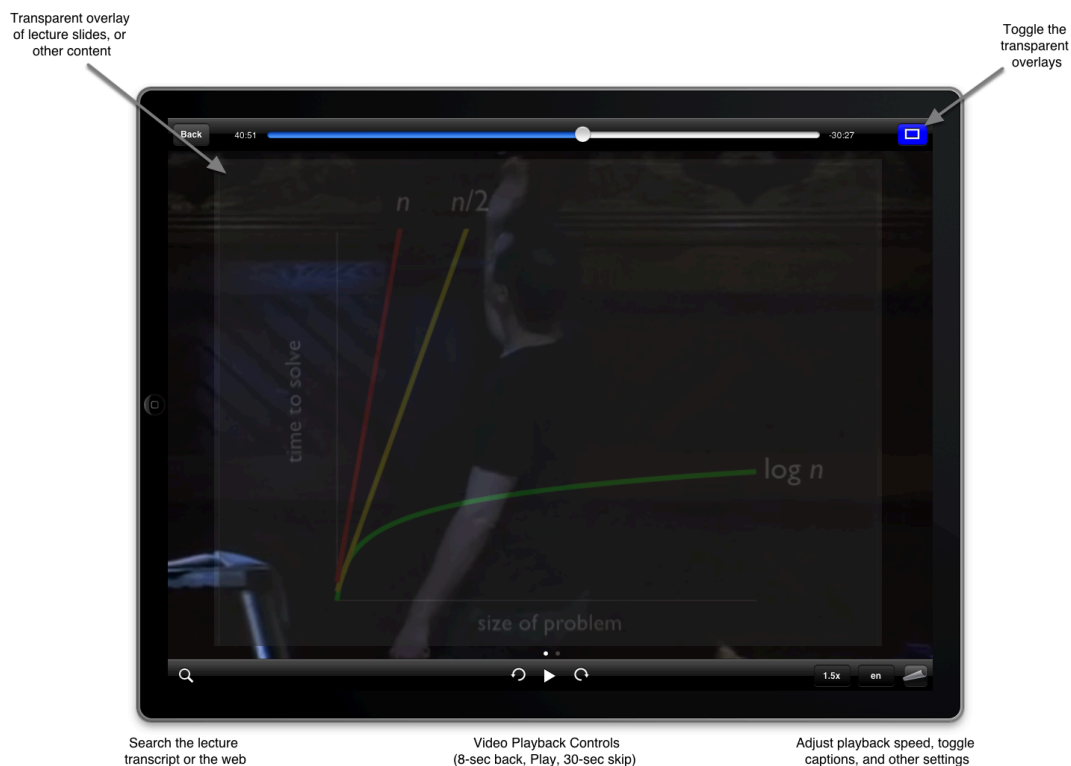 Transparent overlay
of lecture slides, or
other content
Toggle the
transparent
overlays
Back 40:51 -30:27
n n/2
time to solve
log n
size of problem
1.5x en
Search the lecture
transcript or the web
Video Playback Controls
(8-sec back, Play, 30-sec skip)
Adjust playback speed, toggle
captions, and other settings